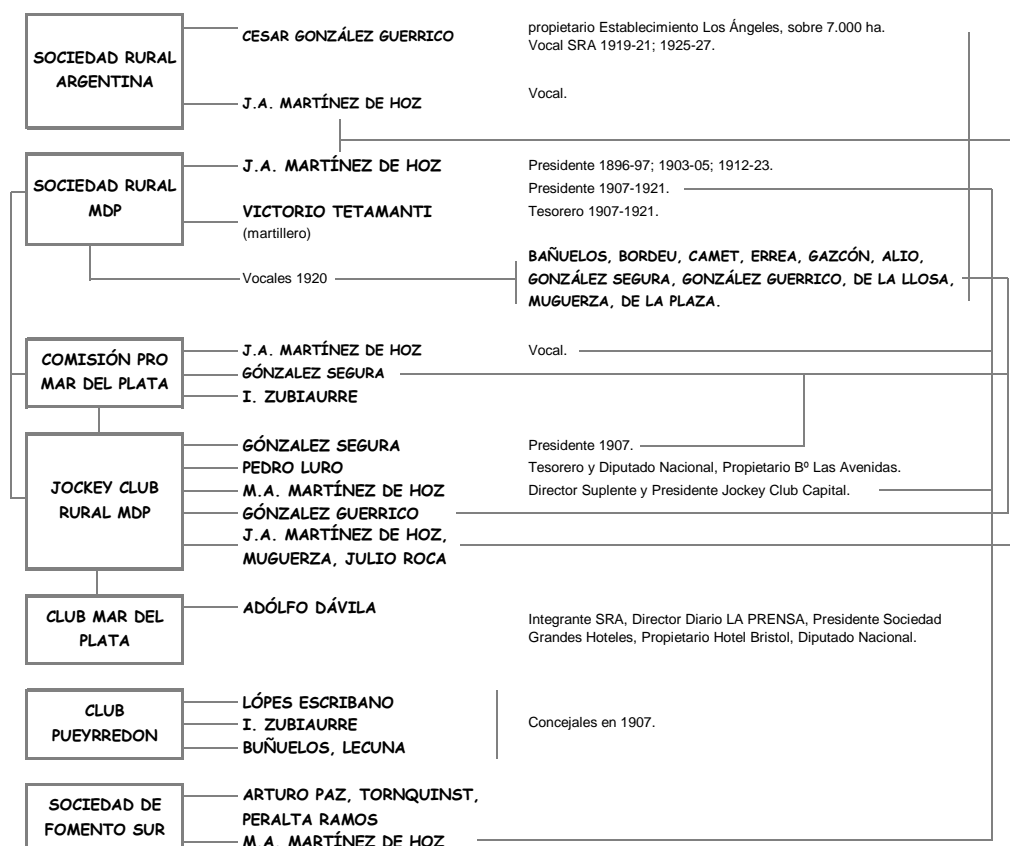 SOCIEDAD RURAL
ARGENTINA
CESAR GONZÁLEZ GUERRICO
propietario Establecimiento Los Ángeles, sobre 7.000 ha.
Vocal SRA 1919-21; 1925-27.
J.A. MARTÍNEZ DE HOZ
Vocal.
SOCIEDAD RURAL
MDP
J.A. MARTÍNEZ DE HOZ
Presidente 1896-97; 1903-05; 1912-23.
Presidente 1907-1921.
VICTORIO TETAMANTI
(martillero)
Tesorero 1907-1921.
Vocales 1920
BAÑUELOS, BORDEU, CAMET, ERREA, GAZCÓN, ALIO,
GONZÁLEZ SEGURA, GONZÁLEZ GUERRICO, DE LA LLOSA,
MUGUERZA, DE LA PLAZA.
COMISIÓN PRO
MAR DEL PLATA
J.A. MARTÍNEZ DE HOZ
Vocal.
GÓNZALEZ SEGURA
I. ZUBIAURRE
JOCKEY CLUB
RURAL MDP
GÓNZALEZ SEGURA
Presidente 1907.
PEDRO LURO
Tesorero y Diputado Nacional, Propietario Bº Las Avenidas.
M.A. MARTÍNEZ DE HOZ
Director Suplente y Presidente Jockey Club Capital.
GÓNZALEZ GUERRICO
J.A. MARTÍNEZ DE HOZ,
MUGUERZA, JULIO ROCA
CLUB MAR DEL
PLATA
ADÓLFO DÁVILA
Integrante SRA, Director Diario LA PRENSA, Presidente Sociedad
Grandes Hoteles, Propietario Hotel Bristol, Diputado Nacional.
CLUB
PUEYRREDON
LÓPES ESCRIBANO
I. ZUBIAURRE
BUÑUELOS, LECUNA
Concejales en 1907.
SOCIEDAD DE
FOMENTO SUR
ARTURO PAZ, TORNQUINST,
PERALTA RAMOS
M.A. MARTÍNEZ DE HOZ